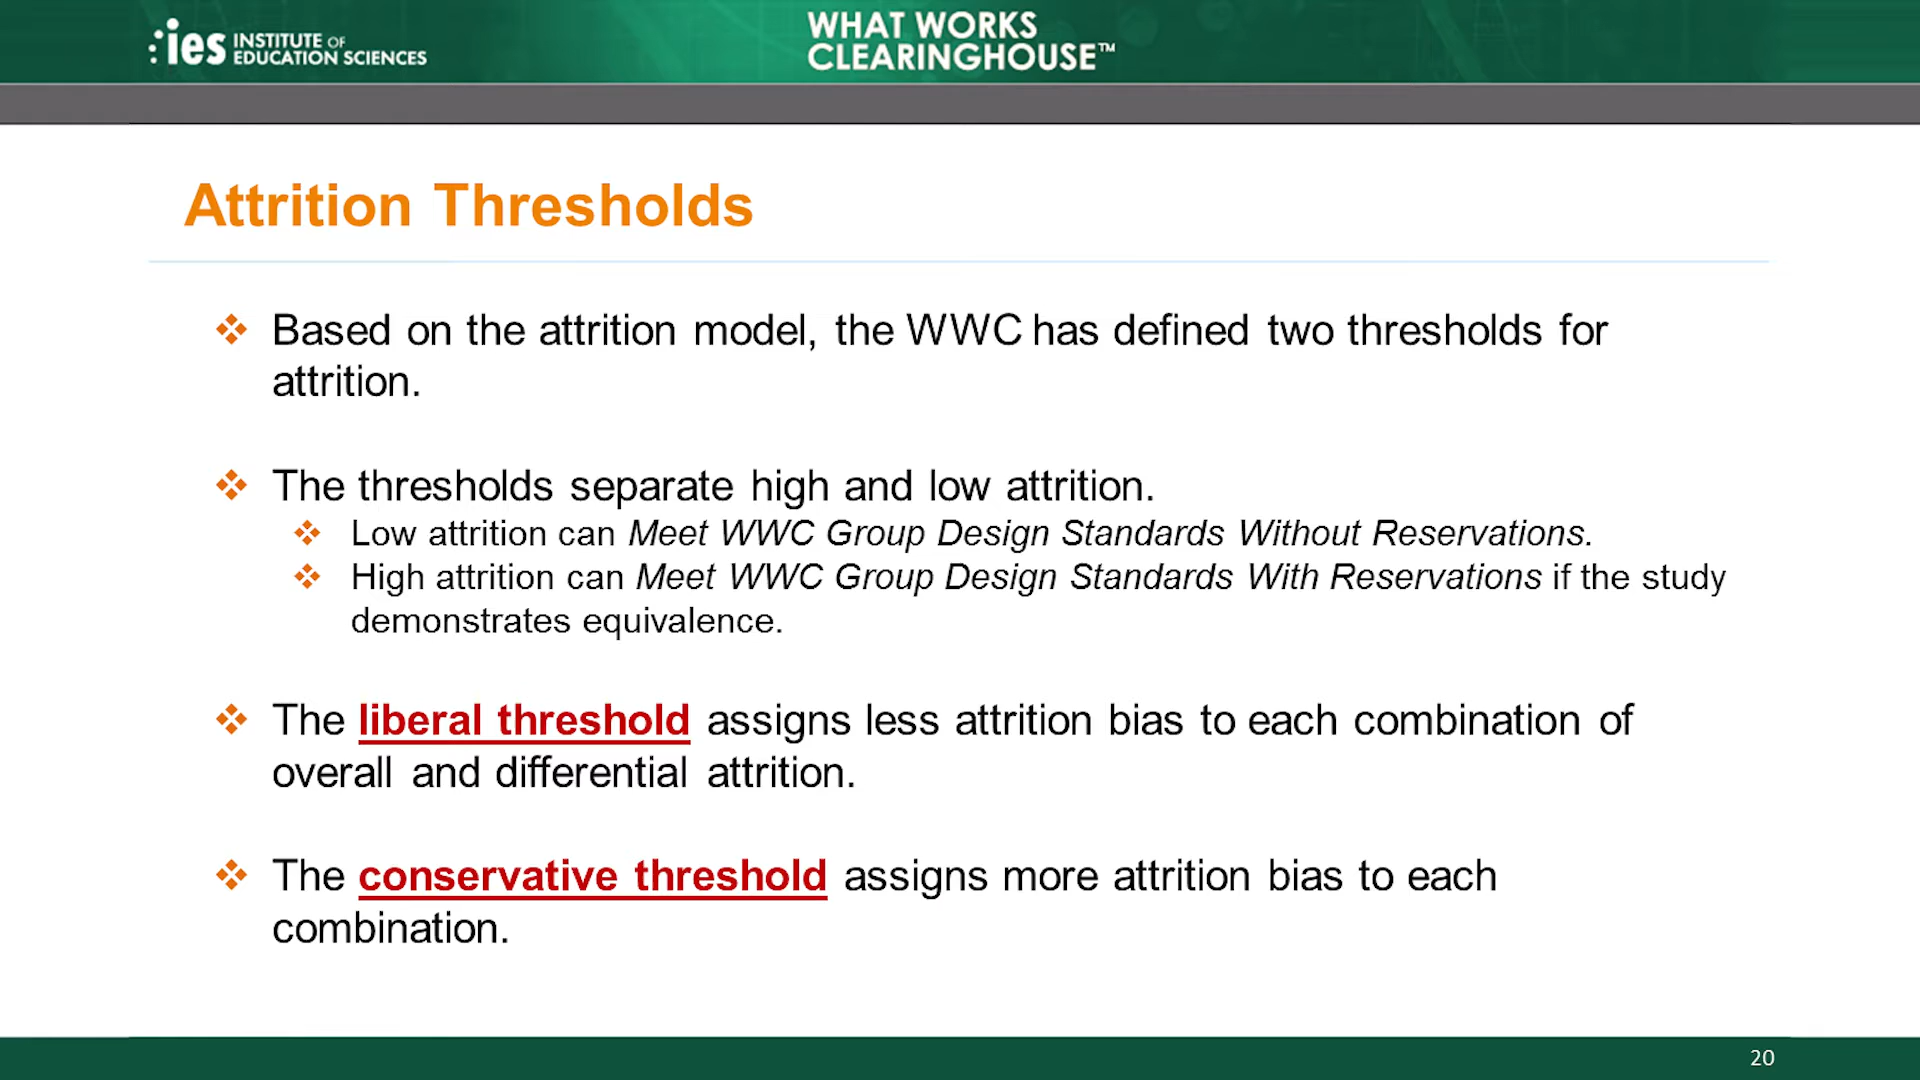 ies INSTITUTE OF
EDUCATION SCIENCES
WHAT WORKS
CLEARINGHOUSE™
Attrition Thresholds
Based on the attrition model, the WWC has defined two thresholds for
attrition.
The thresholds separate high and low attrition.
Low attrition can Meet WWC Group Design Standards Without Reservations.
High attrition can Meet WWC Group Design Standards With Reservations if the study
demonstrates equivalence.
The liberal threshold assigns less attrition bias to each combination of
overall and differential attrition.
The conservative threshold assigns more attrition bias to each
combination.
20